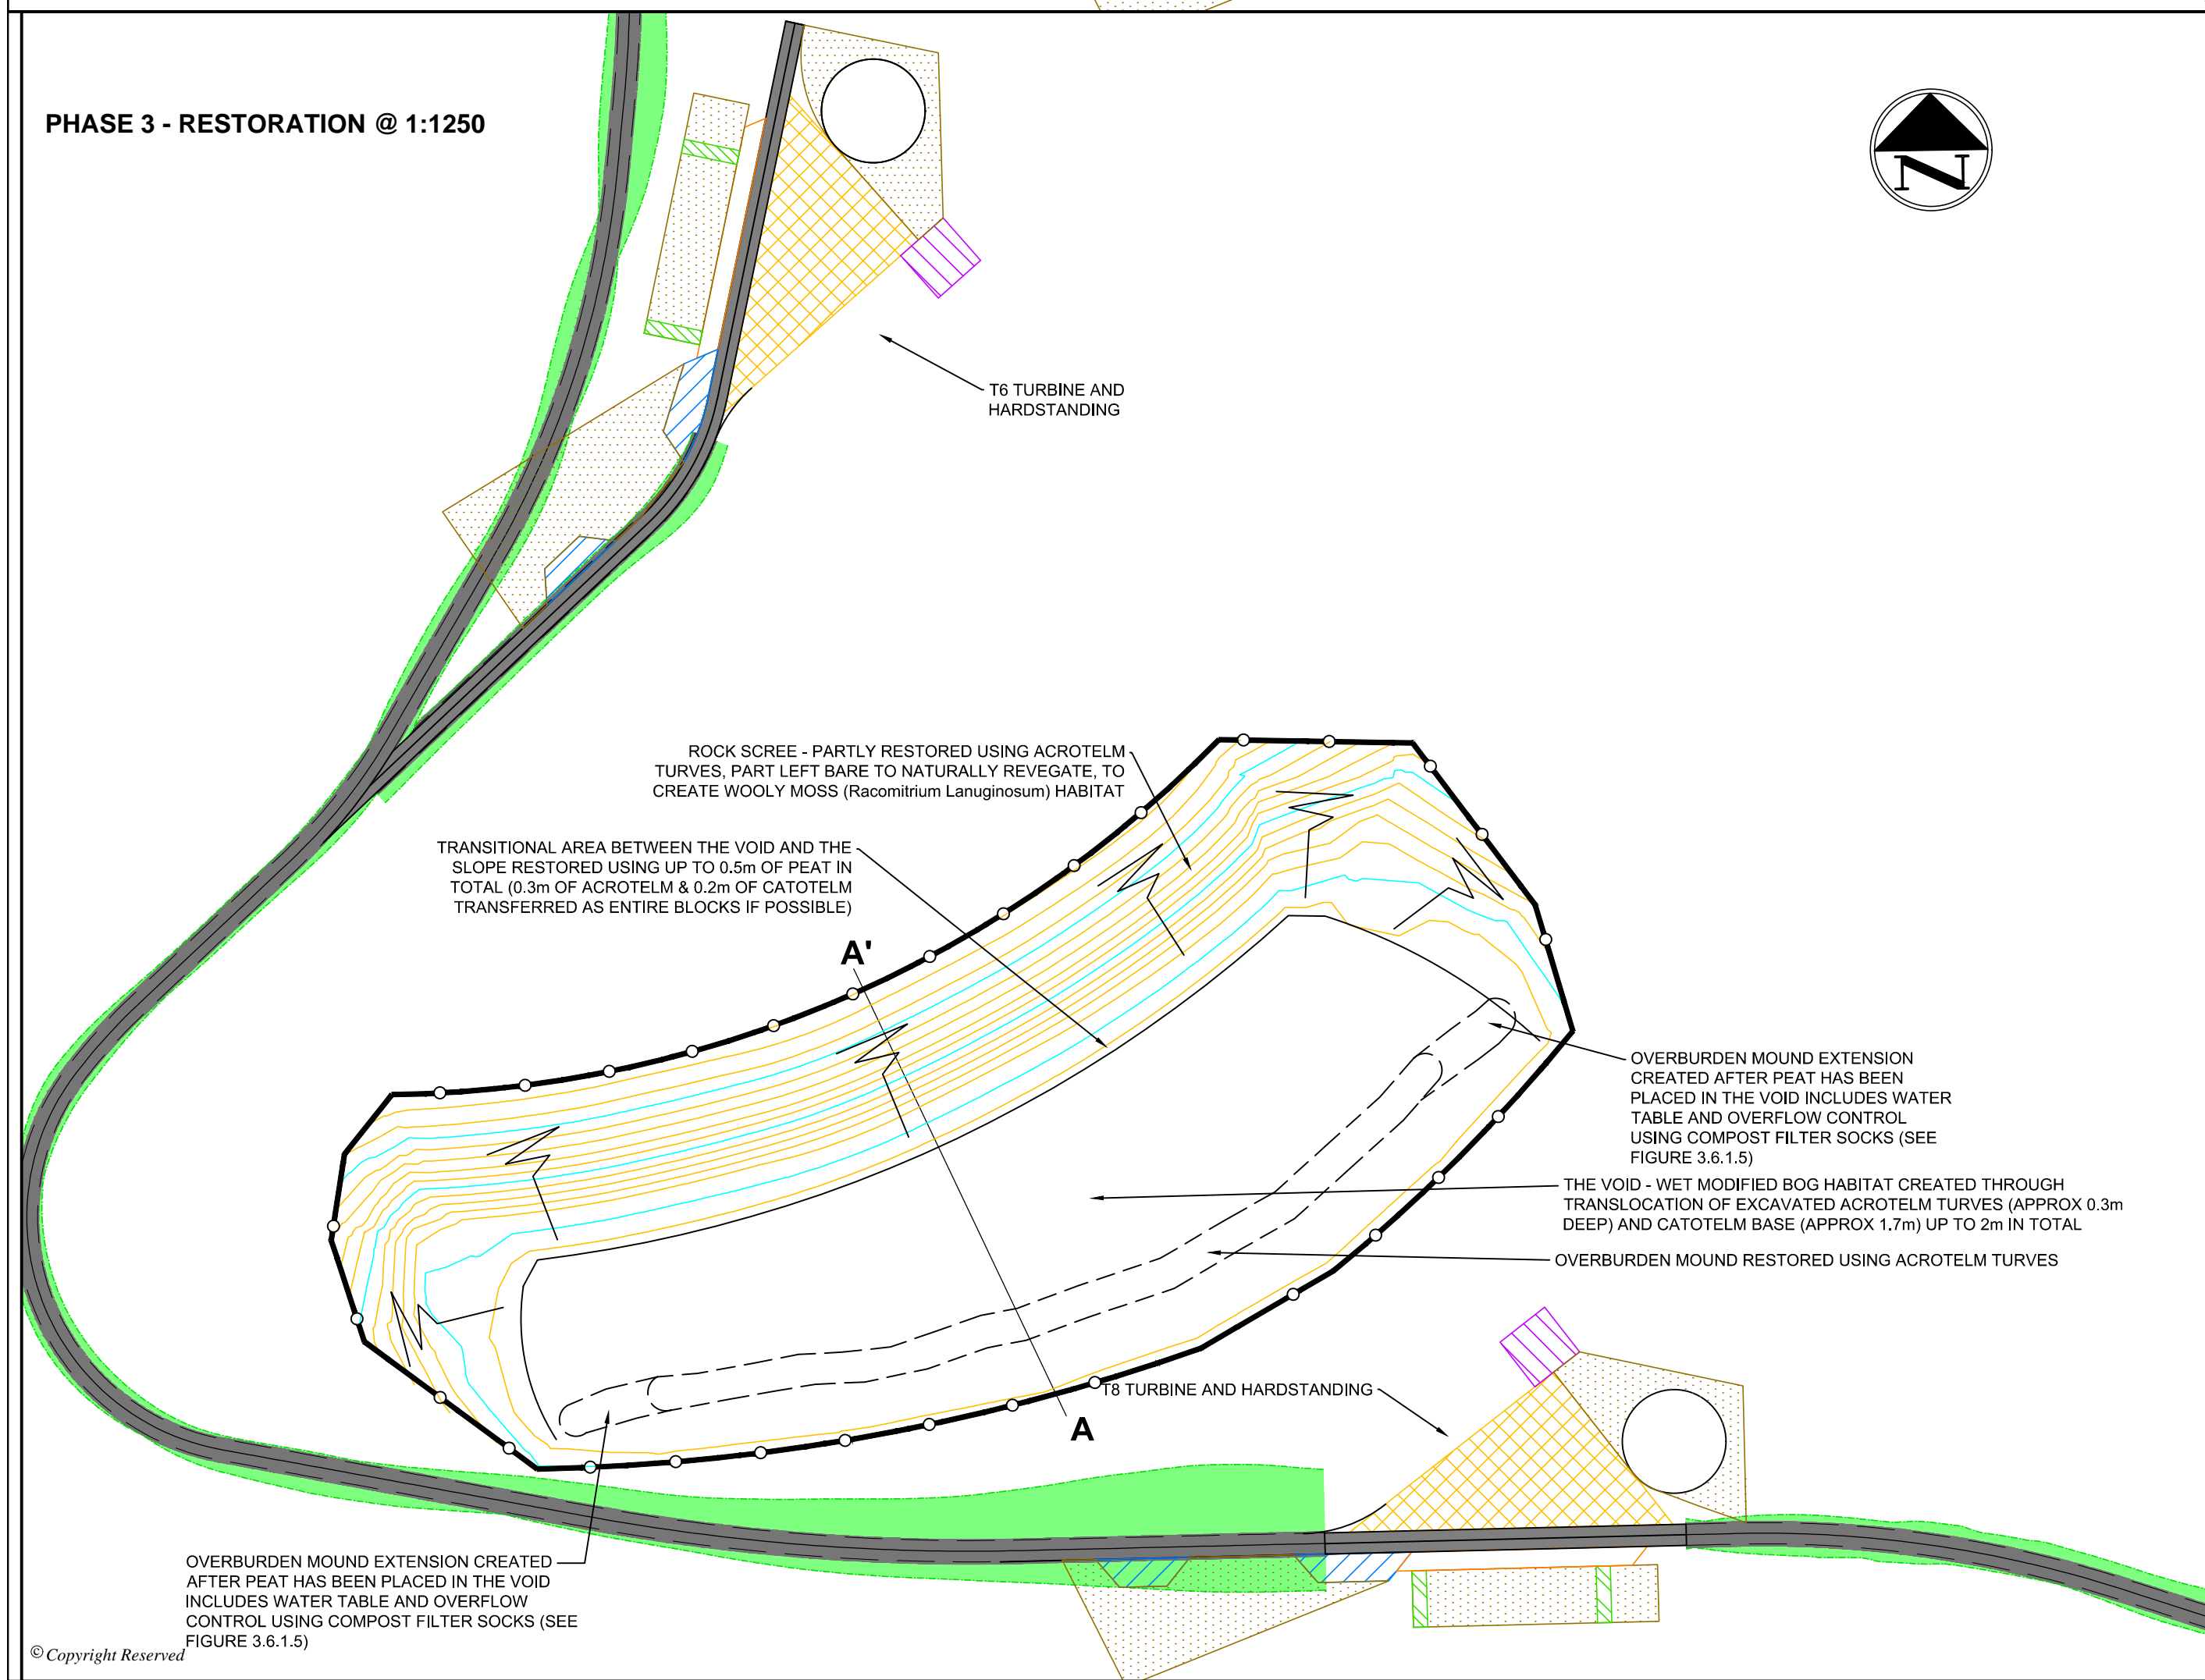 PHASE 3 - RESTORATION @ 1:1250
N
T6 TURBINE AND
HARDSTANDING
ROCK SCREE - PARTLY RESTORED USING ACROTELM
TURVES, PART LEFT BARE TO NATURALLY REVEGATE, TO
CREATE WOOLY MOSS (Racomitrium Lanuginosum) HABITAT
TRANSITIONAL AREA BETWEEN THE VOID AND THE
SLOPE RESTORED USING UP TO 0.5m OF PEAT IN
TOTAL (0.3m OF ACROTELM & 0.2m OF CATOTELM
TRANSFERRED AS ENTIRE BLOCKS IF POSSIBLE)
A'
OVERBURDEN MOUND EXTENSION
CREATED AFTER PEAT HAS BEEN
PLACED IN THE VOID INCLUDES WATER
TABLE AND OVERFLOW CONTROL
USING COMPOST FILTER SOCKS (SEE
FIGURE 3.6.1.5)
THE VOID - WET MODIFIED BOG HABITAT CREATED THROUGH
TRANSLOCATION OF EXCAVATED ACROTELM TURVES (APPROX 0.3m
DEEP) AND CATOTELM BASE (APPROX 1.7m) UP TO 2m IN TOTAL
OVERBURDEN MOUND RESTORED USING ACROTELM TURVES
T8 TURBINE AND HARDSTANDING
A
OVERBURDEN MOUND EXTENSION CREATED
AFTER PEAT HAS BEEN PLACED IN THE VOID
INCLUDES WATER TABLE AND OVERFLOW
CONTROL USING COMPOST FILTER SOCKS (SEE
FIGURE 3.6.1.5)
© Copyright Reserved